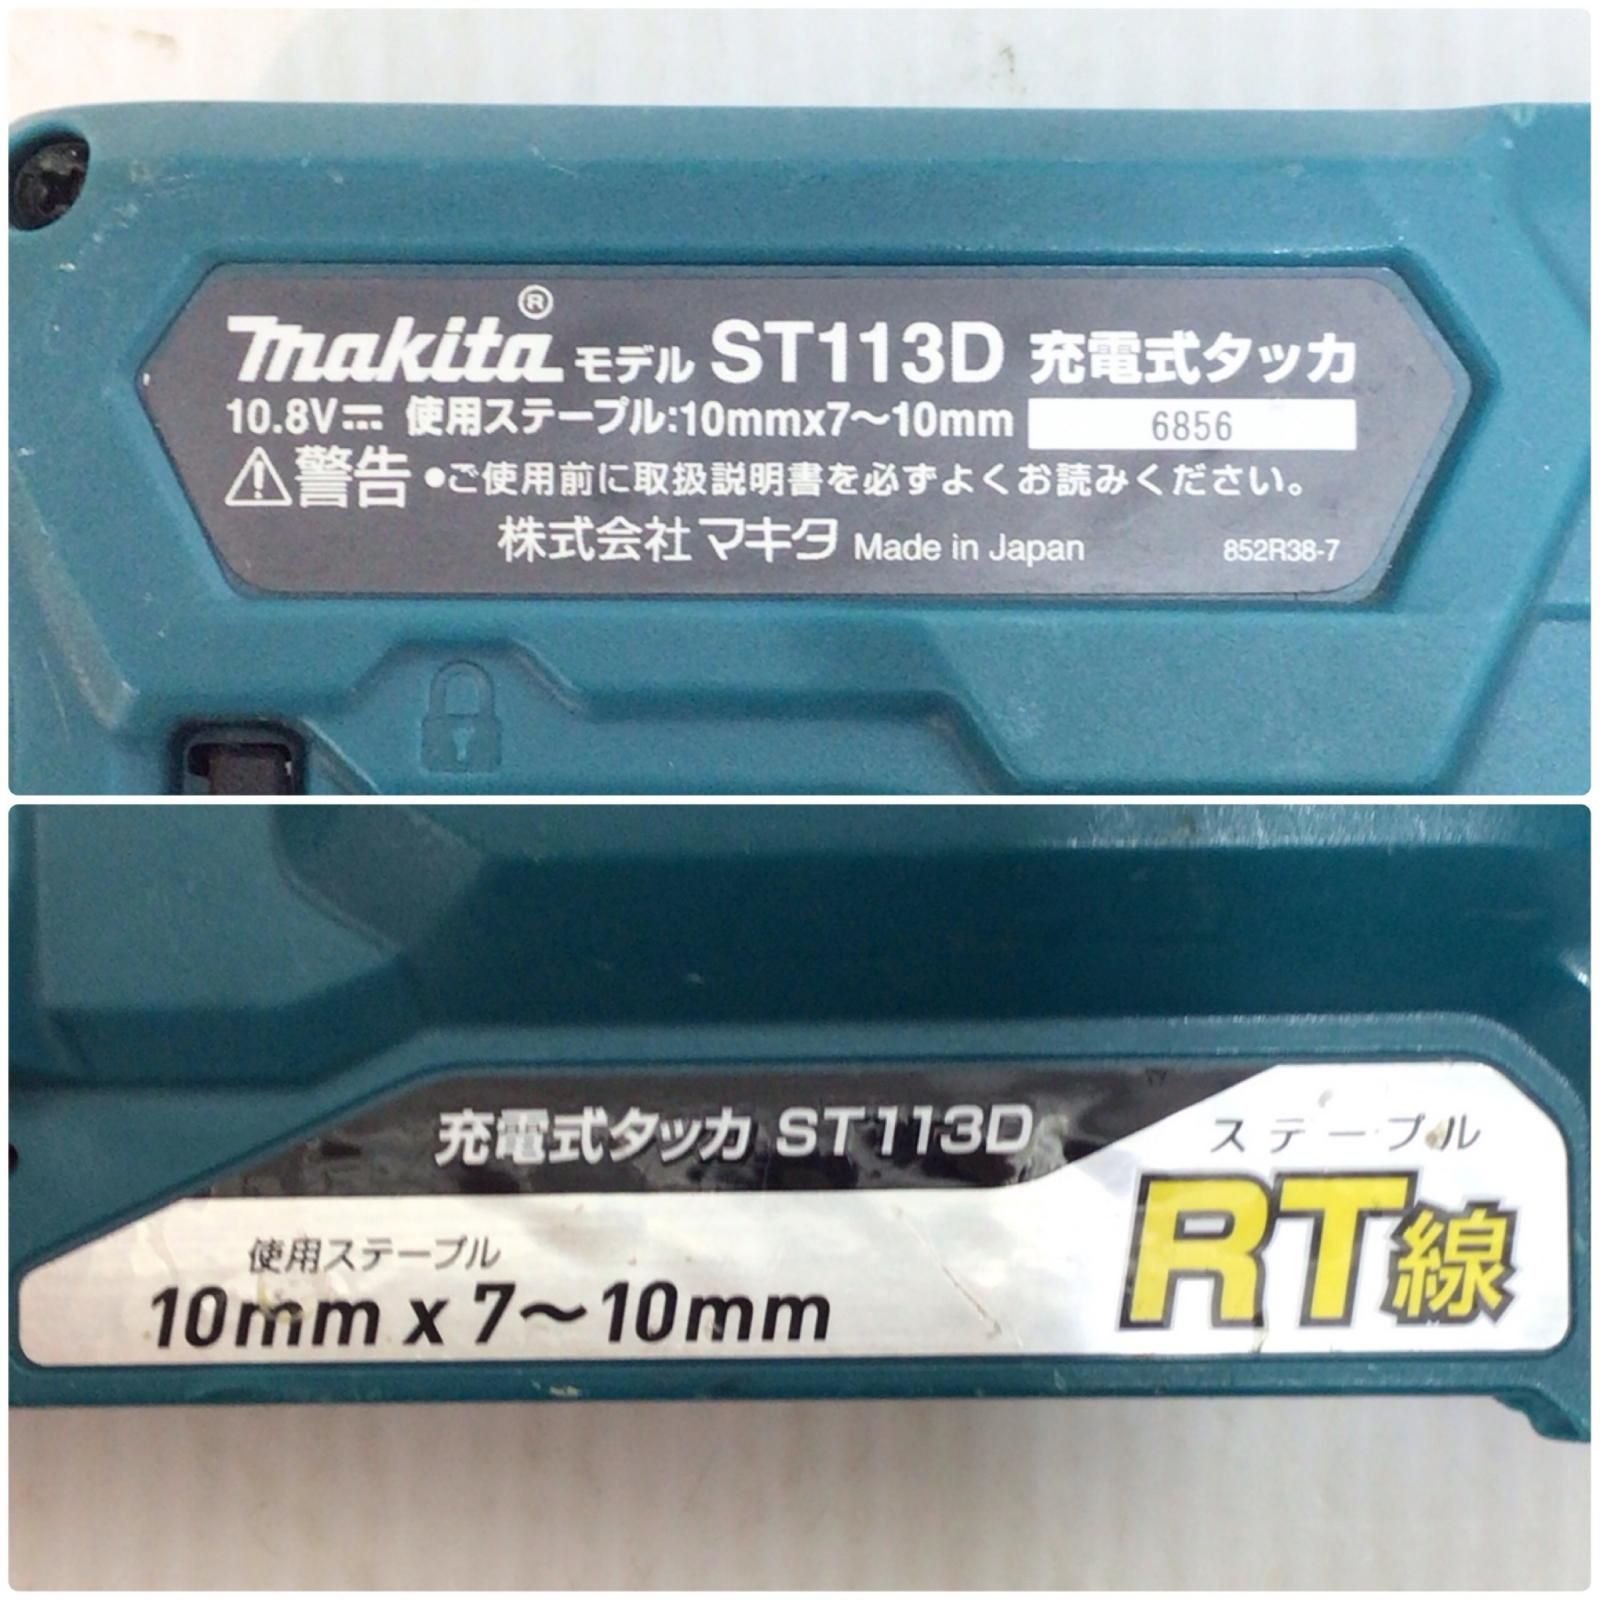 makita® モデル ST113D 充電式タッカ
10.8V⎓ 使用ステープル:10mmx7〜10mm 6856
⚠警告 •ご使用前に取扱説明書を必ずよくお読みください。
株式会社マキタ Made in Japan 852R38-7
充電式タッカ ST113D
ステープル
RT線
使用ステープル
10mm x 7〜10mm